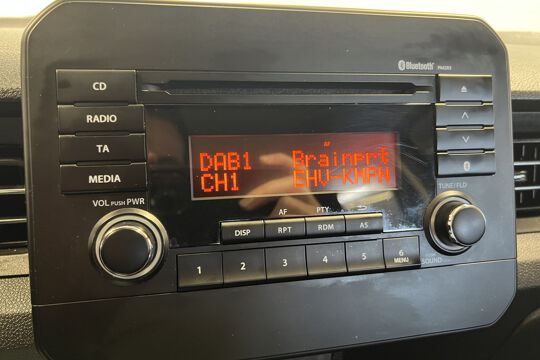 Bluetooth
CD
RADIO
TA
MEDIA
VOL PUSH PWR
DAB1 Brainprt
CH1 EHV-KMPN
AF PTY
DISP RPT RDM AS
1 2 3 4 5 6
MENU
TUNE/FLD
SOUND